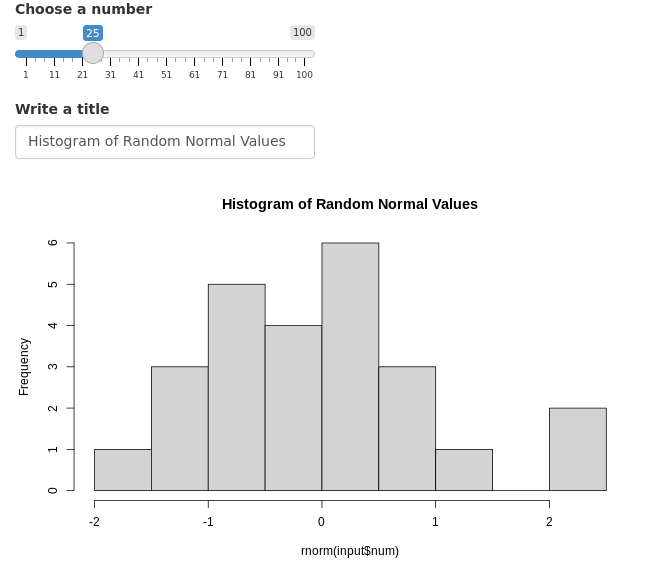 Choose a number
1 25 100
1 11 21 31 41 51 61 71 81 91 100
Write a title
Histogram of Random Normal Values
Histogram of Random Normal Values
6
5
4
3
2
1
0
Frequency
-2 -1 0 1 2
rnorm(input$num)